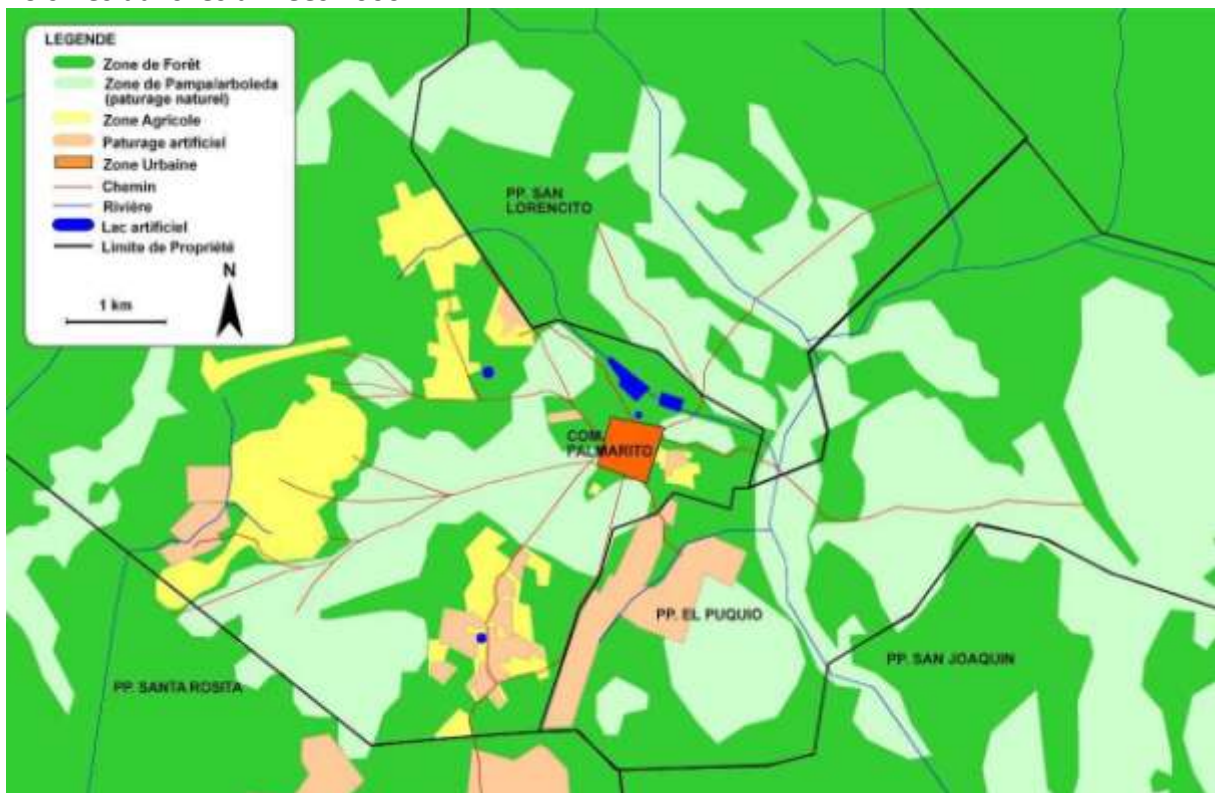 LEGENDE
Zone de Forêt
Zone de Pampa/arboleda
(paturage naturel)
Zone Agricole
Paturage artificiel
Zone Urbaine
Chemin
Rivière
Lac artificiel
Limite de Propriété
N
1 km
PP. SAN
LORENCITO
COM.
PALMARITO
PP. EL PUQUIO
PP. SAN JOAQUIN
PP. SANTA ROSITA